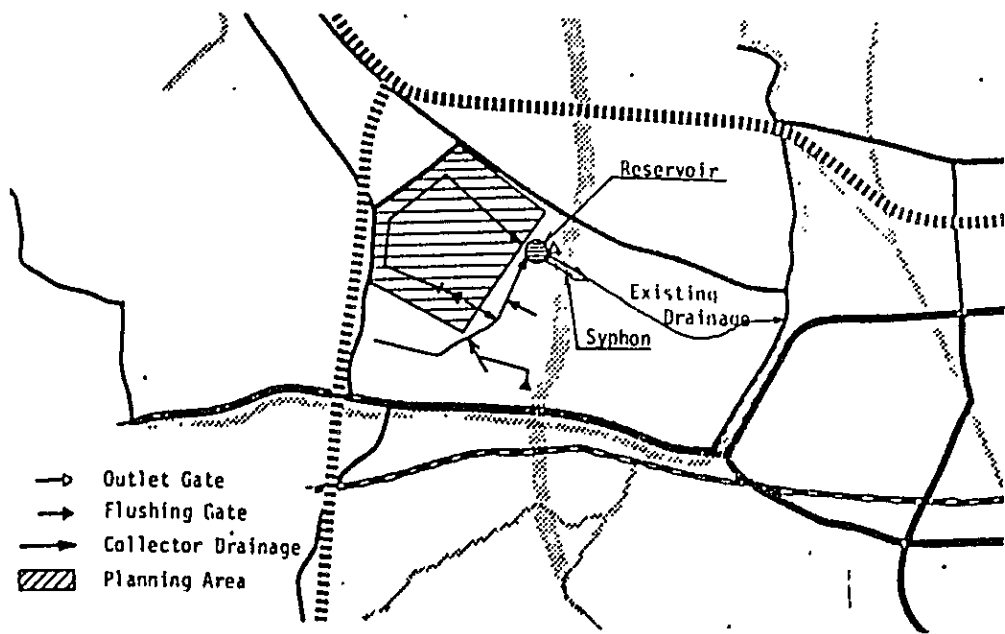 Reservoir
Existing
Drainage
Syphon
Outlet Gate
Flushing Gate
Collector Drainage
Planning Area